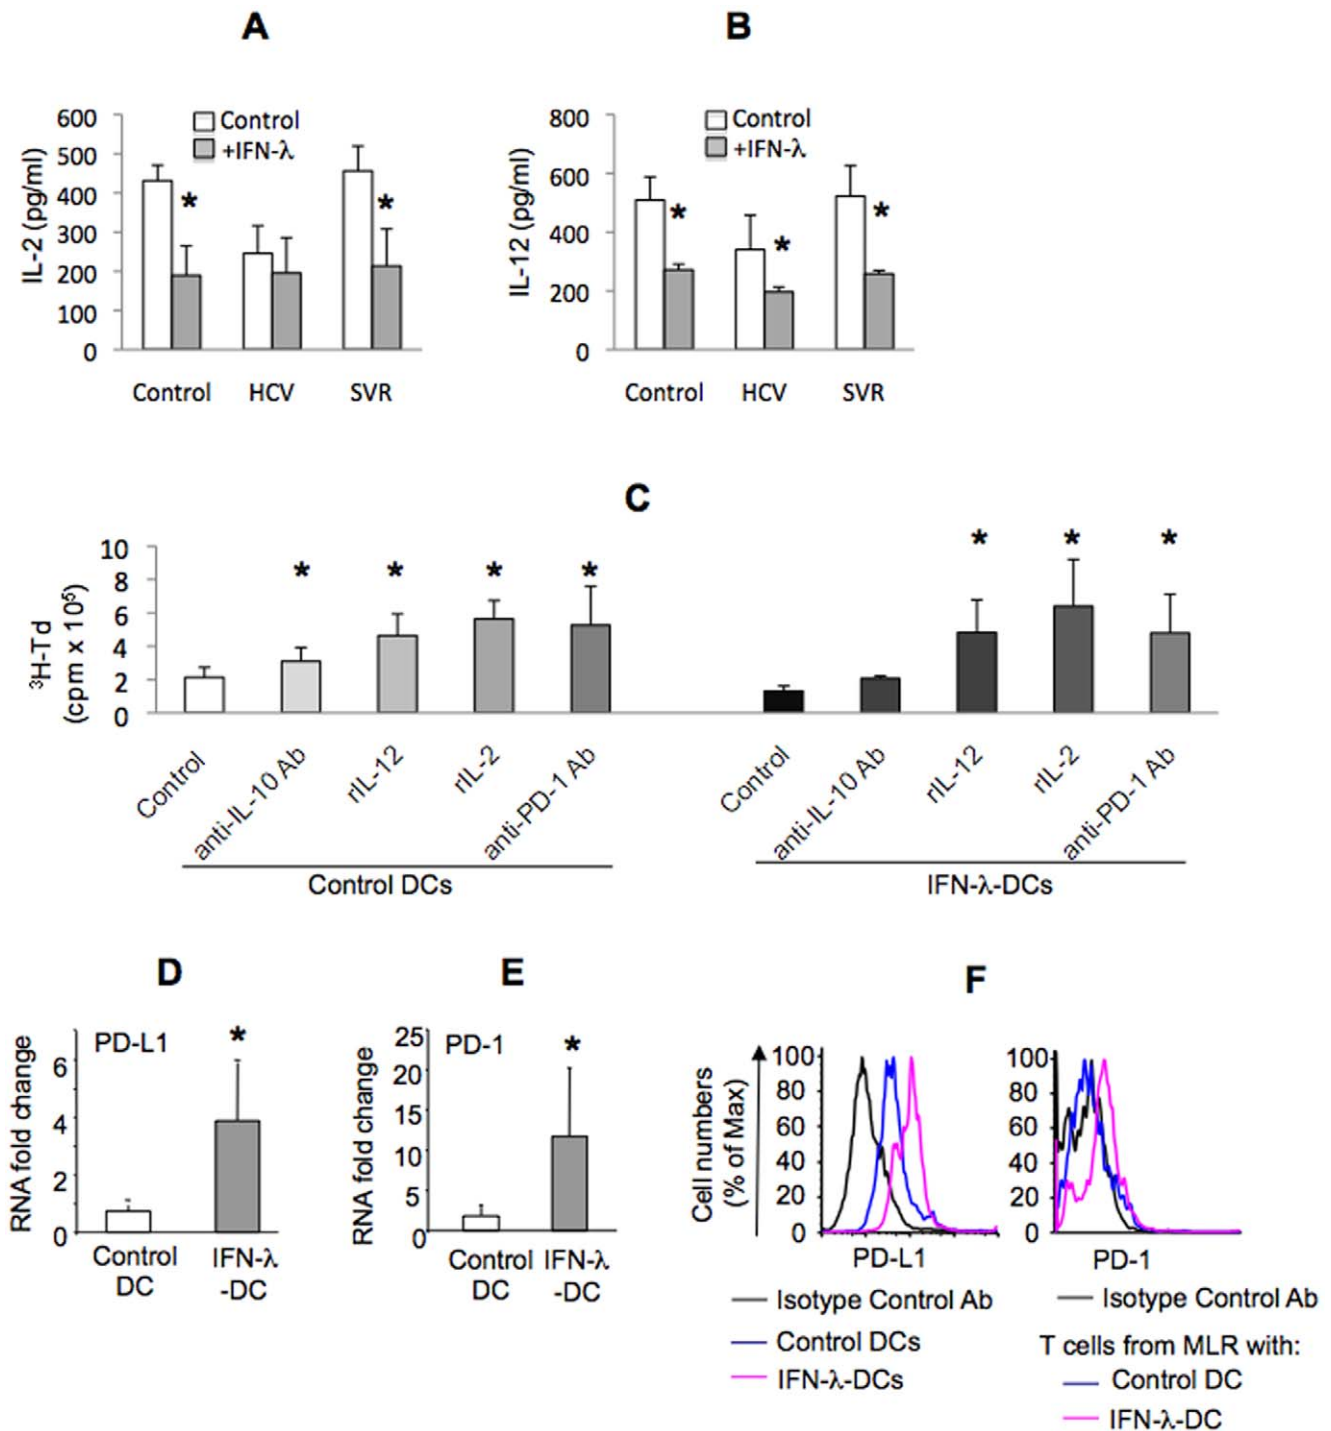 A
B
600
500
400
300
200
100
0
IL-2 (pg/ml)
Control
+IFN-λ
*
*
Control
HCV
SVR
800
600
400
200
0
IL-12 (pg/ml)
Control
+IFN-λ
*
*
*
Control
HCV
SVR
C
10
8
6
4
2
0
³H-Td
(cpm x 10⁵)
*
*
*
*
*
*
*
Control
anti-IL-10 Ab
rIL-12
rIL-2
anti-PD-1 Ab
Control
anti-IL-10 Ab
rIL-12
rIL-2
anti-PD-1 Ab
Control DCs
IFN-λ-DCs
D
E
F
RNA fold change
6
4
2
0
PD-L1
*
Control
DC
IFN-λ
-DC
RNA fold change
25
20
15
10
5
0
PD-1
*
Control
DC
IFN-λ
-DC
Cell numbers
(% of Max)
100
80
60
40
20
0
PD-L1
Isotype Control Ab
Control DCs
IFN-λ-DCs
100
80
60
40
20
0
PD-1
Isotype Control Ab
T cells from MLR with:
Control DC
IFN-λ-DC